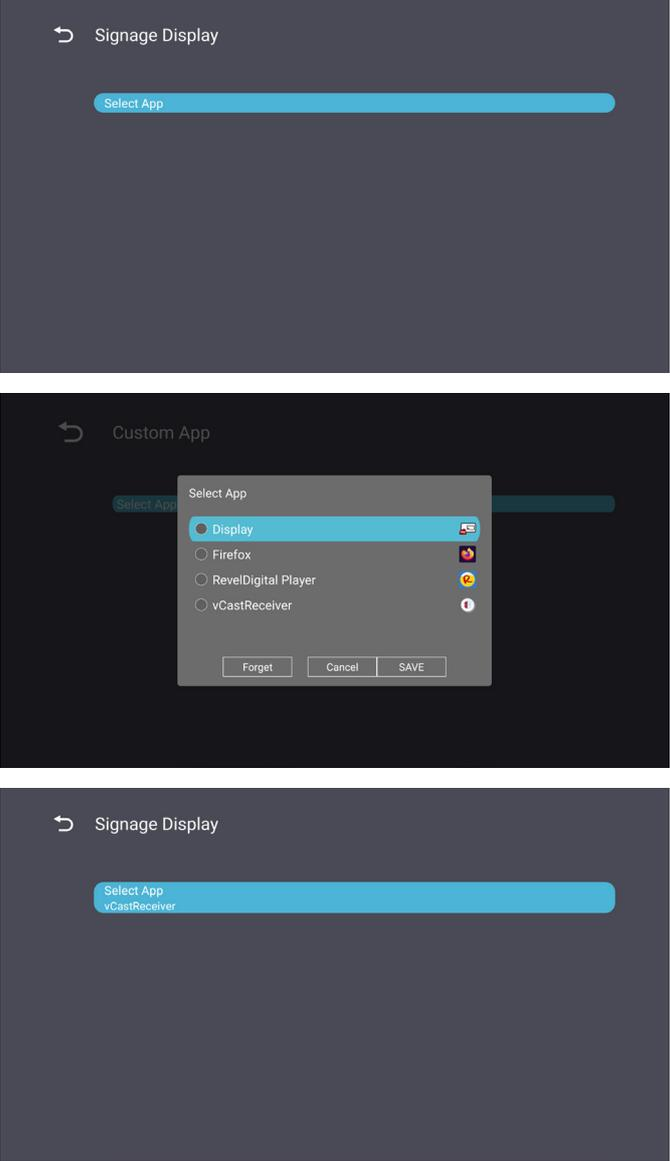 Signage Display
Select App
Custom App
Select App
Select App
Display
Firefox
RevelDigital Player
vCastReceiver
Forget Cancel SAVE
Signage Display
Select App
vCastReceiver